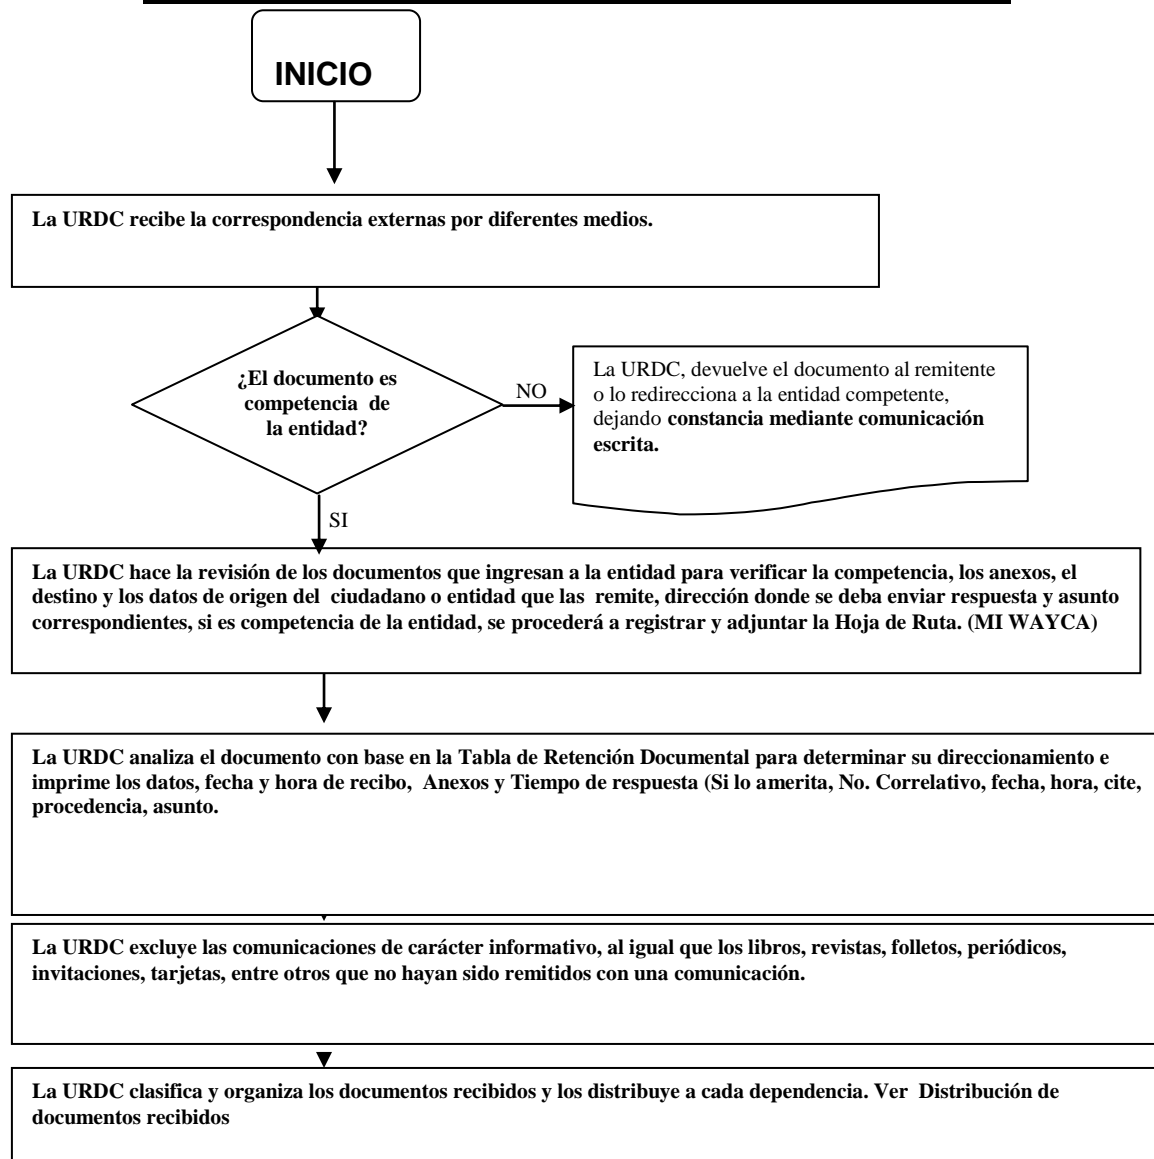 INICIO
La URDC recibe la correspondencia externas por diferentes medios.
¿El documento es
competencia de
la entidad?
NO
La URDC, devuelve el documento al remitente
o lo redirecciona a la entidad competente,
dejando constancia mediante comunicación
escrita.
SI
La URDC hace la revisión de los documentos que ingresan a la entidad para verificar la competencia, los anexos, el
destino y los datos de origen del ciudadano o entidad que las remite, dirección donde se deba enviar respuesta y asunto
correspondientes, si es competencia de la entidad, se procederá a registrar y adjuntar la Hoja de Ruta. (MI WAYCA)
La URDC analiza el documento con base en la Tabla de Retención Documental para determinar su direccionamiento e
imprime los datos, fecha y hora de recibo, Anexos y Tiempo de respuesta (Si lo amerita, No. Correlativo, fecha, hora, cite,
procedencia, asunto.
La URDC excluye las comunicaciones de carácter informativo, al igual que los libros, revistas, folletos, periódicos,
invitaciones, tarjetas, entre otros que no hayan sido remitidos con una comunicación.
La URDC clasifica y organiza los documentos recibidos y los distribuye a cada dependencia. Ver Distribución de
documentos recibidos